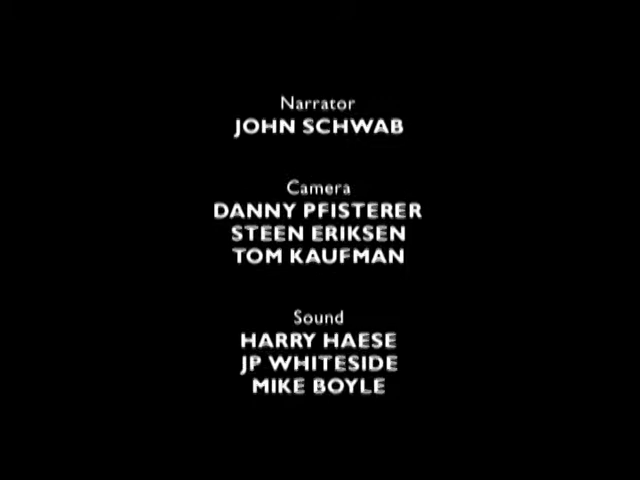 Narrator
JOHN SCHWAB
Camera
DANNY PFISTERER
STEEN ERIKSEN
TOM KAUFMAN
Sound
HARRY HAESE
JP WHITESIDE
MIKE BOYLE